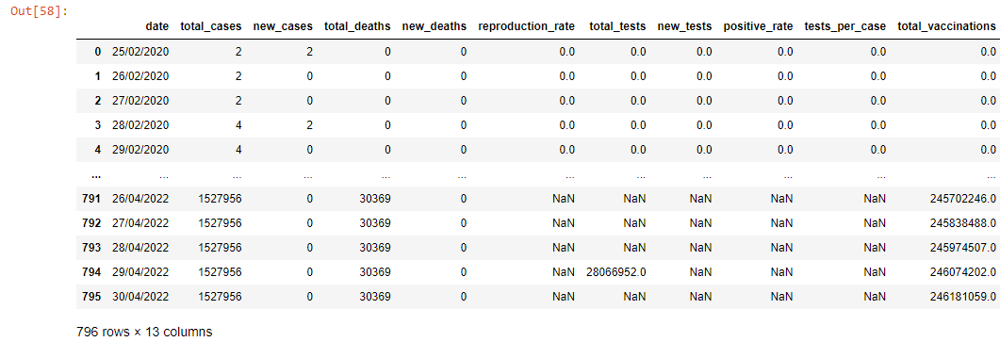 Out[58]:
date total_cases new_cases total_deaths new_deaths reproduction_rate total_tests new_tests positive_rate tests_per_case total_vaccinations
0 25/02/2020 2 2 0 0 0.0 0.0 0.0 0.0 0.0 0.0
1 26/02/2020 2 0 0 0 0.0 0.0 0.0 0.0 0.0 0.0
2 27/02/2020 2 0 0 0 0.0 0.0 0.0 0.0 0.0 0.0
3 28/02/2020 4 2 0 0 0.0 0.0 0.0 0.0 0.0 0.0
4 29/02/2020 4 0 0 0 0.0 0.0 0.0 0.0 0.0 0.0
... ... ... ... ... ... ... ... ... ... ... ...
791 26/04/2022 1527956 0 30369 0 NaN NaN NaN NaN NaN 245702246.0
792 27/04/2022 1527956 0 30369 0 NaN NaN NaN NaN NaN 245838488.0
793 28/04/2022 1527956 0 30369 0 NaN NaN NaN NaN NaN 245974507.0
794 29/04/2022 1527956 0 30369 0 NaN 28066952.0 NaN NaN NaN 246074202.0
795 30/04/2022 1527956 0 30369 0 NaN NaN NaN NaN NaN 246181059.0
796 rows × 13 columns